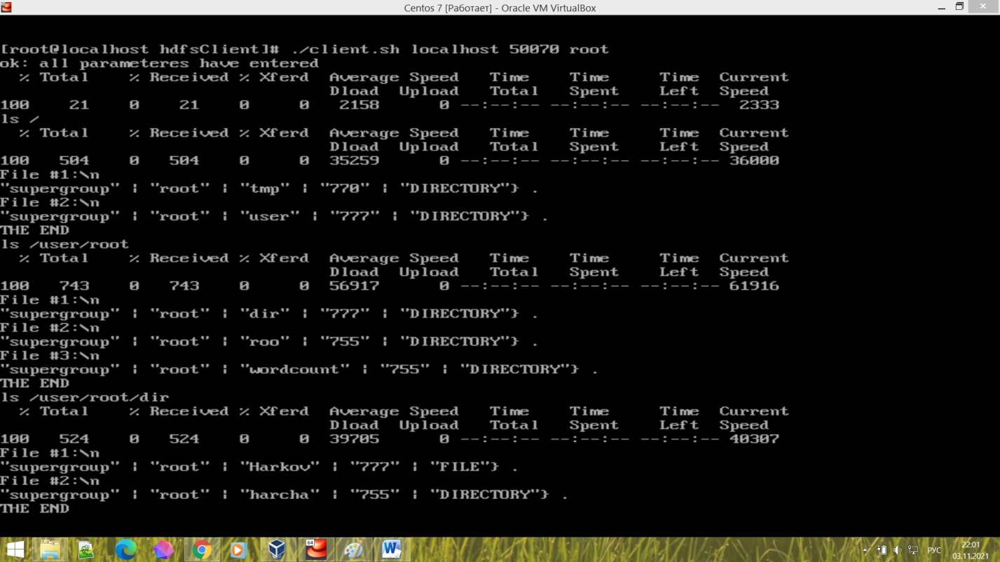 Centos 7 [Работает] - Oracle VM VirtualBox
[root@localhost hdfsClient]# ./client.sh localhost 50070 root
ok: all parameteres have entered
% Total % Received % Xferd Average Speed Time Time Time Current
Dload Upload Total Spent Left Speed
100 21 0 21 0 0 2158 0 --:--:-- --:--:-- --:--:-- 2333
ls /
% Total % Received % Xferd Average Speed Time Time Time Current
Dload Upload Total Spent Left Speed
100 504 0 504 0 0 35259 0 --:--:-- --:--:-- --:--:-- 36000
File #1:\n
"supergroup" | "root" | "tmp" | "770" | "DIRECTORY"} .
File #2:\n
"supergroup" | "root" | "user" | "777" | "DIRECTORY"} .
THE END
ls /user/root
% Total % Received % Xferd Average Speed Time Time Time Current
Dload Upload Total Spent Left Speed
100 743 0 743 0 0 56917 0 --:--:-- --:--:-- --:--:-- 61916
File #1:\n
"supergroup" | "root" | "dir" | "777" | "DIRECTORY"} .
File #2:\n
"supergroup" | "root" | "roo" | "755" | "DIRECTORY"} .
File #3:\n
"supergroup" | "root" | "wordcount" | "755" | "DIRECTORY"} .
THE END
ls /user/root/dir
% Total % Received % Xferd Average Speed Time Time Time Current
Dload Upload Total Spent Left Speed
100 524 0 524 0 0 39705 0 --:--:-- --:--:-- --:--:-- 40307
File #1:\n
"supergroup" | "root" | "Harkov" | "777" | "FILE"} .
File #2:\n
"supergroup" | "root" | "harcha" | "755" | "DIRECTORY"} .
THE END
64
РУС
22:01
03.11.2021